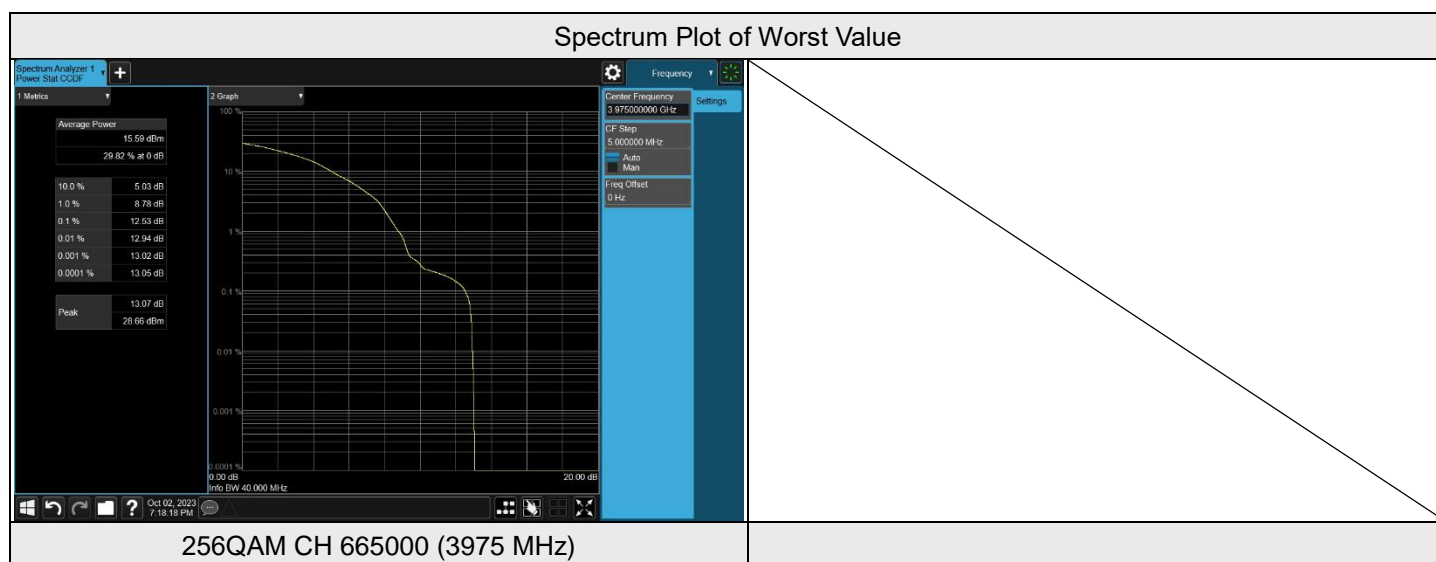 Spectrum Plot of Worst Value
Spectrum Analyzer 1
Power Stat CCDF
+
Frequency
1 Metrics
2 Graph
Center Frequency
3.975000000 GHz
Settings
CF Step
5.000000 MHz
Auto
Man
Freq Offset
0 Hz
Average Power
15.59 dBm
29.82 % at 0 dB
10.0 % 5.03 dB
1.0 % 8.78 dB
0.1 % 12.53 dB
0.01 % 12.94 dB
0.001 % 13.02 dB
0.0001 % 13.05 dB
Peak 13.07 dB
28.66 dBm
100 %
10 %
1 %
0.1 %
0.01 %
0.001 %
0.0001 %
0.00 dB 20.00 dB
Info BW 40.000 MHz
? Oct 02, 2023
7:18:18 PM
256QAM CH 665000 (3975 MHz)